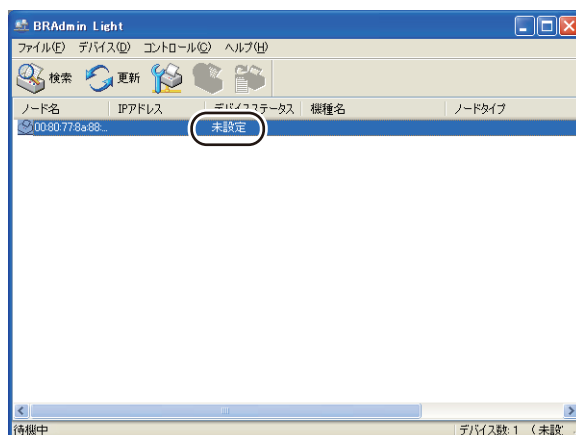 BRAdmin Light
ファイル(F) デバイス(D) コントロール(C) ヘルプ(H)
検索 更新
ノード名 IPアドレス デバイスステータス 機種名 ノードタイプ
00:80:77:8a:88:... 未設定
待機中 デバイス数: 1 ( 未設